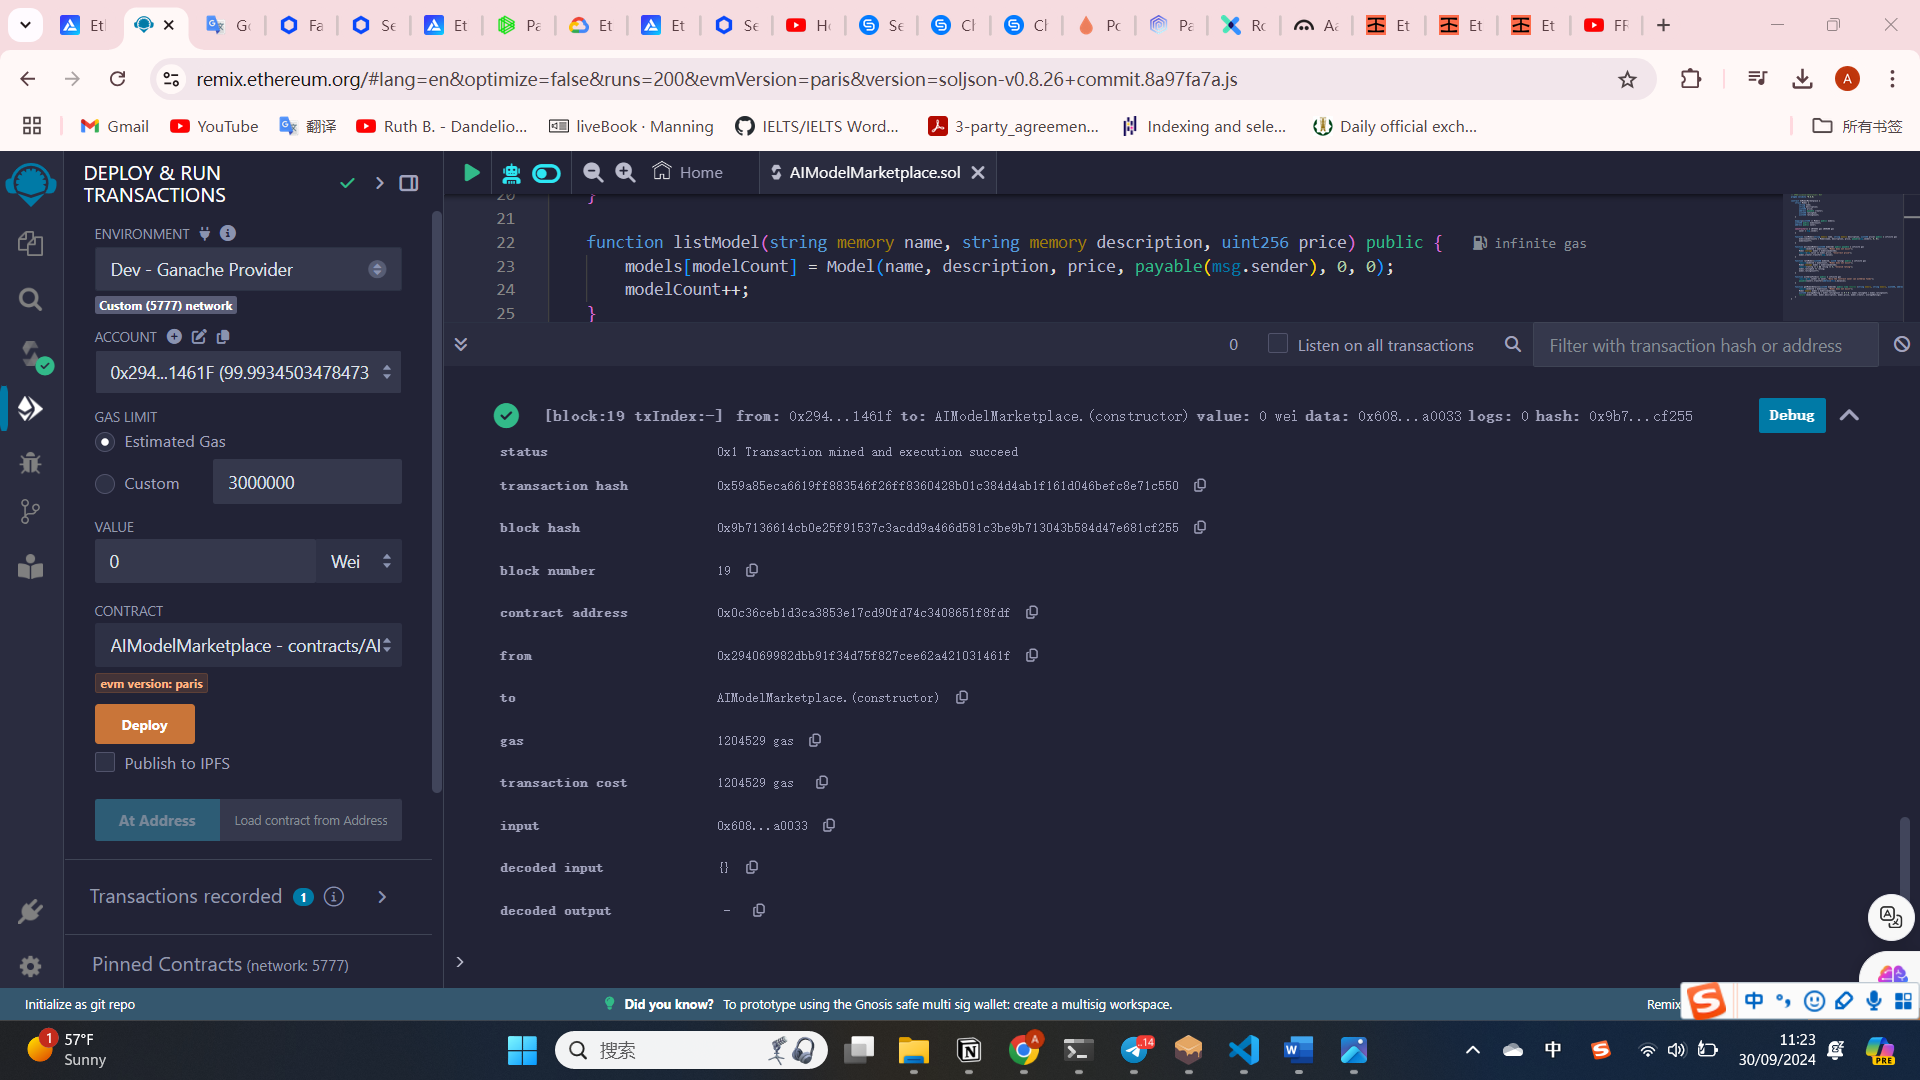 Et
Fa
Se
Et
Pa
Et
Et
Se
Se
Pa
Et
Et
Et
remix.ethereum.org/#lang=en&optimize=false&runs=200&evmVersion=paris&version=soljson-v0.8.26+commit.8a97fa7a.js
A
Gmail
YouTube
翻译
Ruth B. - Dandelio...
liveBook · Manning
IELTS/IELTS Word...
3-party_agreemen...
Indexing and sele...
Daily official exch...
所有书签
DEPLOY & RUN
TRANSACTIONS
Home
AIModelMarketplace.sol
ENVIRONMENT
Dev - Ganache Provider
Custom (5777) network
ACCOUNT
0x294...1461F (99.9934503478473
GAS LIMIT
Estimated Gas
Custom
3000000
VALUE
0
Wei
CONTRACT
AIModelMarketplace - contracts/AI
evm version: paris
Deploy
Publish to IPFS
At Address
Load contract from Address
Transactions recorded 1 i
Pinned Contracts (network: 5777)
20 }
21
22 function listModel(string memory name, string memory description, uint256 price) public { infinite gas
23 models[modelCount] = Model(name, description, price, payable(msg.sender), 0, 0);
24 modelCount++;
25 }
0
Listen on all transactions
Filter with transaction hash or address
[block:19 txIndex:-] from: 0x294...1461f to: AIModelMarketplace.(constructor) value: 0 wei data: 0x608...a0033 logs: 0 hash: 0x9b7...cf255
Debug
status 0x1 Transaction mined and execution succeed
transaction hash 0x59a85eca6619ff883546f26ff8360428b01c384d4ab1f161d046befc8e71c550
block hash 0x9b7136614cb0e25f91537c3acdd9a466d581c3be9b713043b584d47e681cf255
block number 19
contract address 0x0c36ceb1d3ca3853e17cd90fd74c3408651f8fdf
from 0x294069982dbb91f34d75f827cee62a421031461f
to AIModelMarketplace.(constructor)
gas 1204529 gas
transaction cost 1204529 gas
input 0x608...a0033
decoded input {}
decoded output -
>
Initialize as git repo
Did you know? To prototype using the Gnosis safe multi sig wallet: create a multisig workspace.
Remix
中
1
57°F
Sunny
搜索
A
14
中
11:23
30/09/2024
PRE